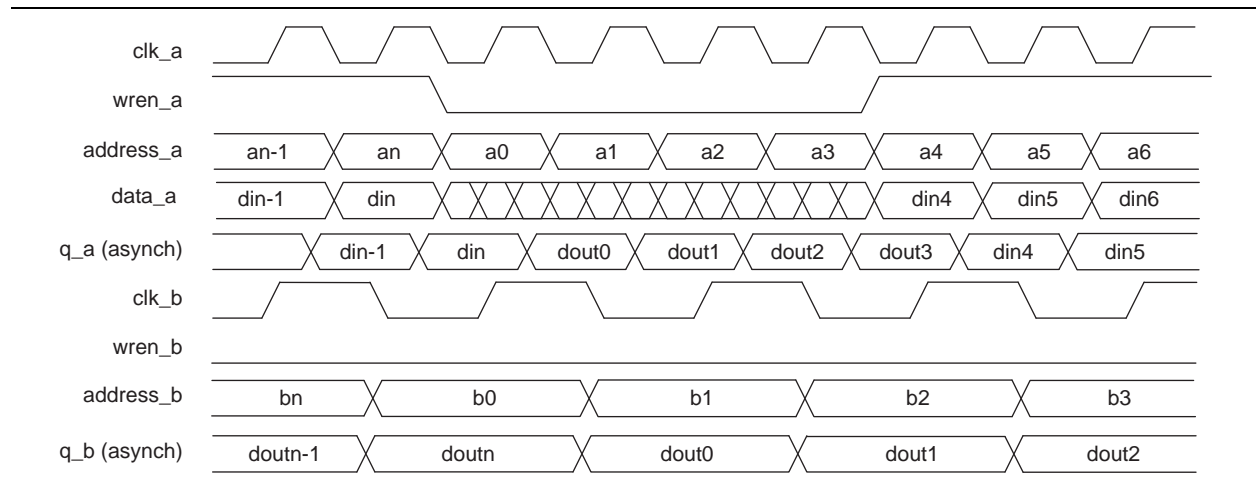 clk_a
wren_a
address_a an-1 an a0 a1 a2 a3 a4 a5 a6
data_a din-1 din din4 din5 din6
q_a (asynch) din-1 din dout0 dout1 dout2 dout3 din4 din5
clk_b
wren_b
address_b bn b0 b1 b2 b3
q_b (asynch) doutn-1 doutn dout0 dout1 dout2